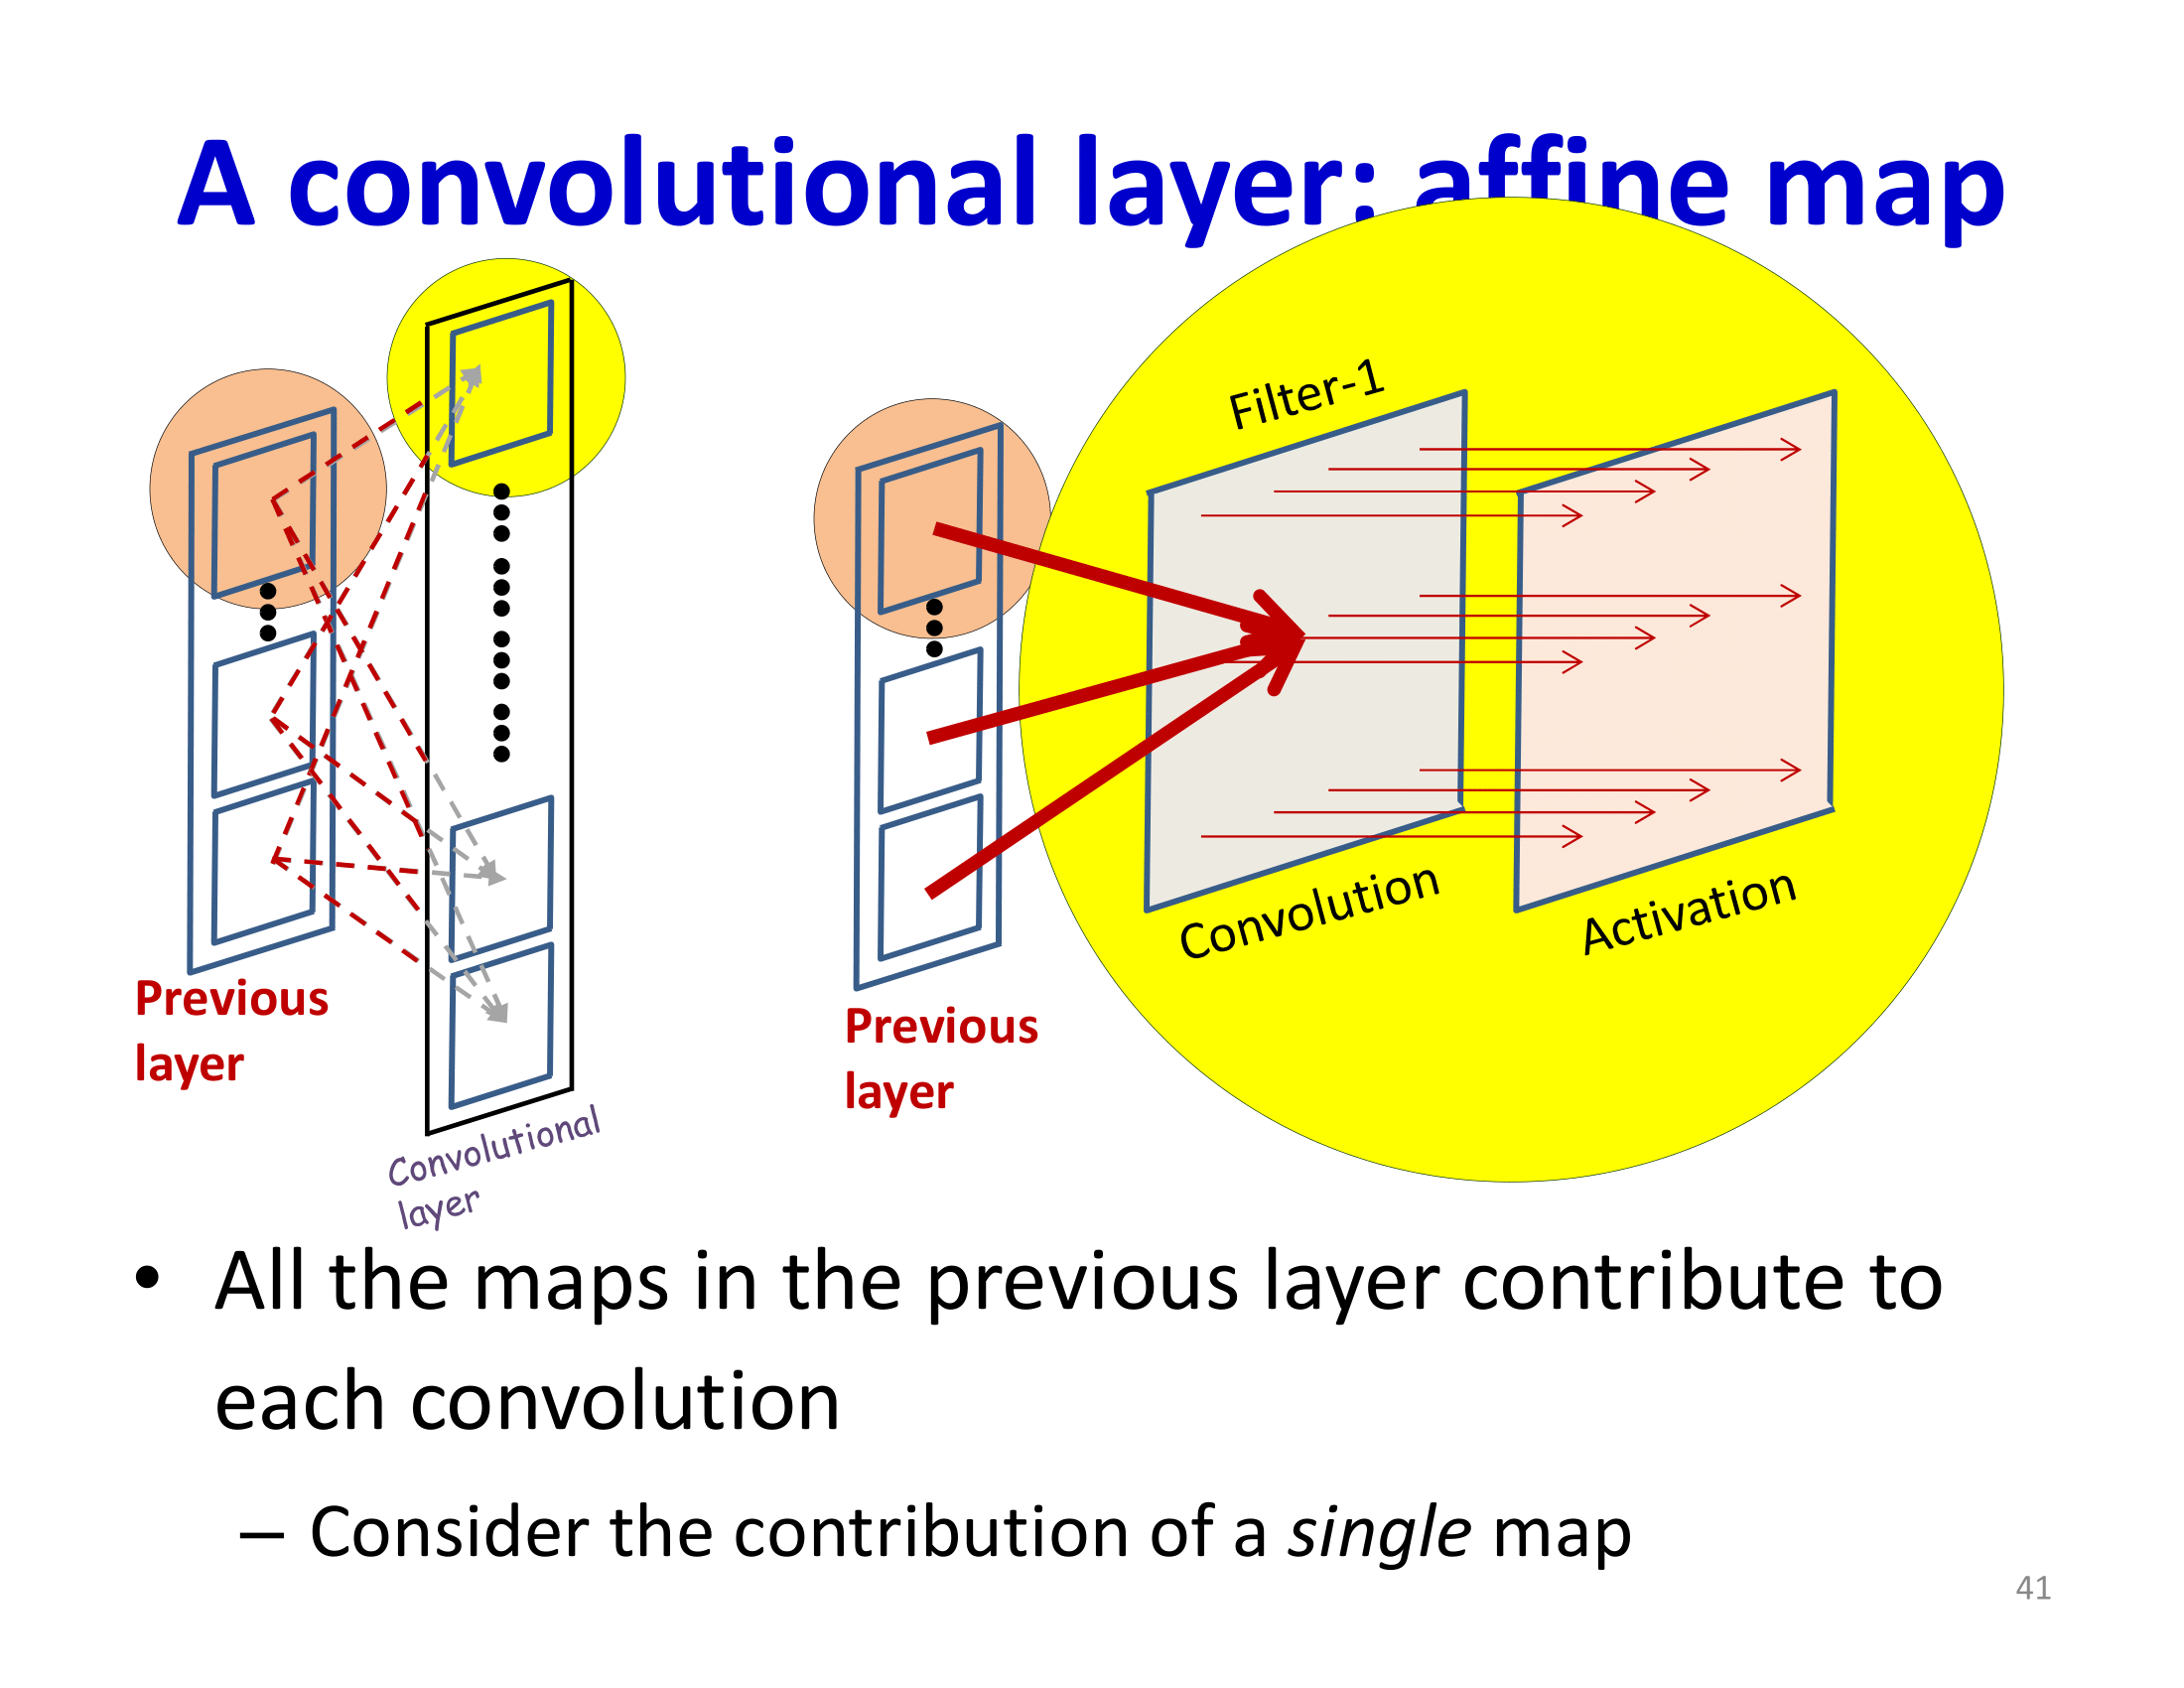 A convolutional layer: affine map
Filter-1
Convolution
Activation
Previous
layer
Previous
layer
Convolutional
layer
• All the maps in the previous layer contribute to
each convolution
– Consider the contribution of a single map
41